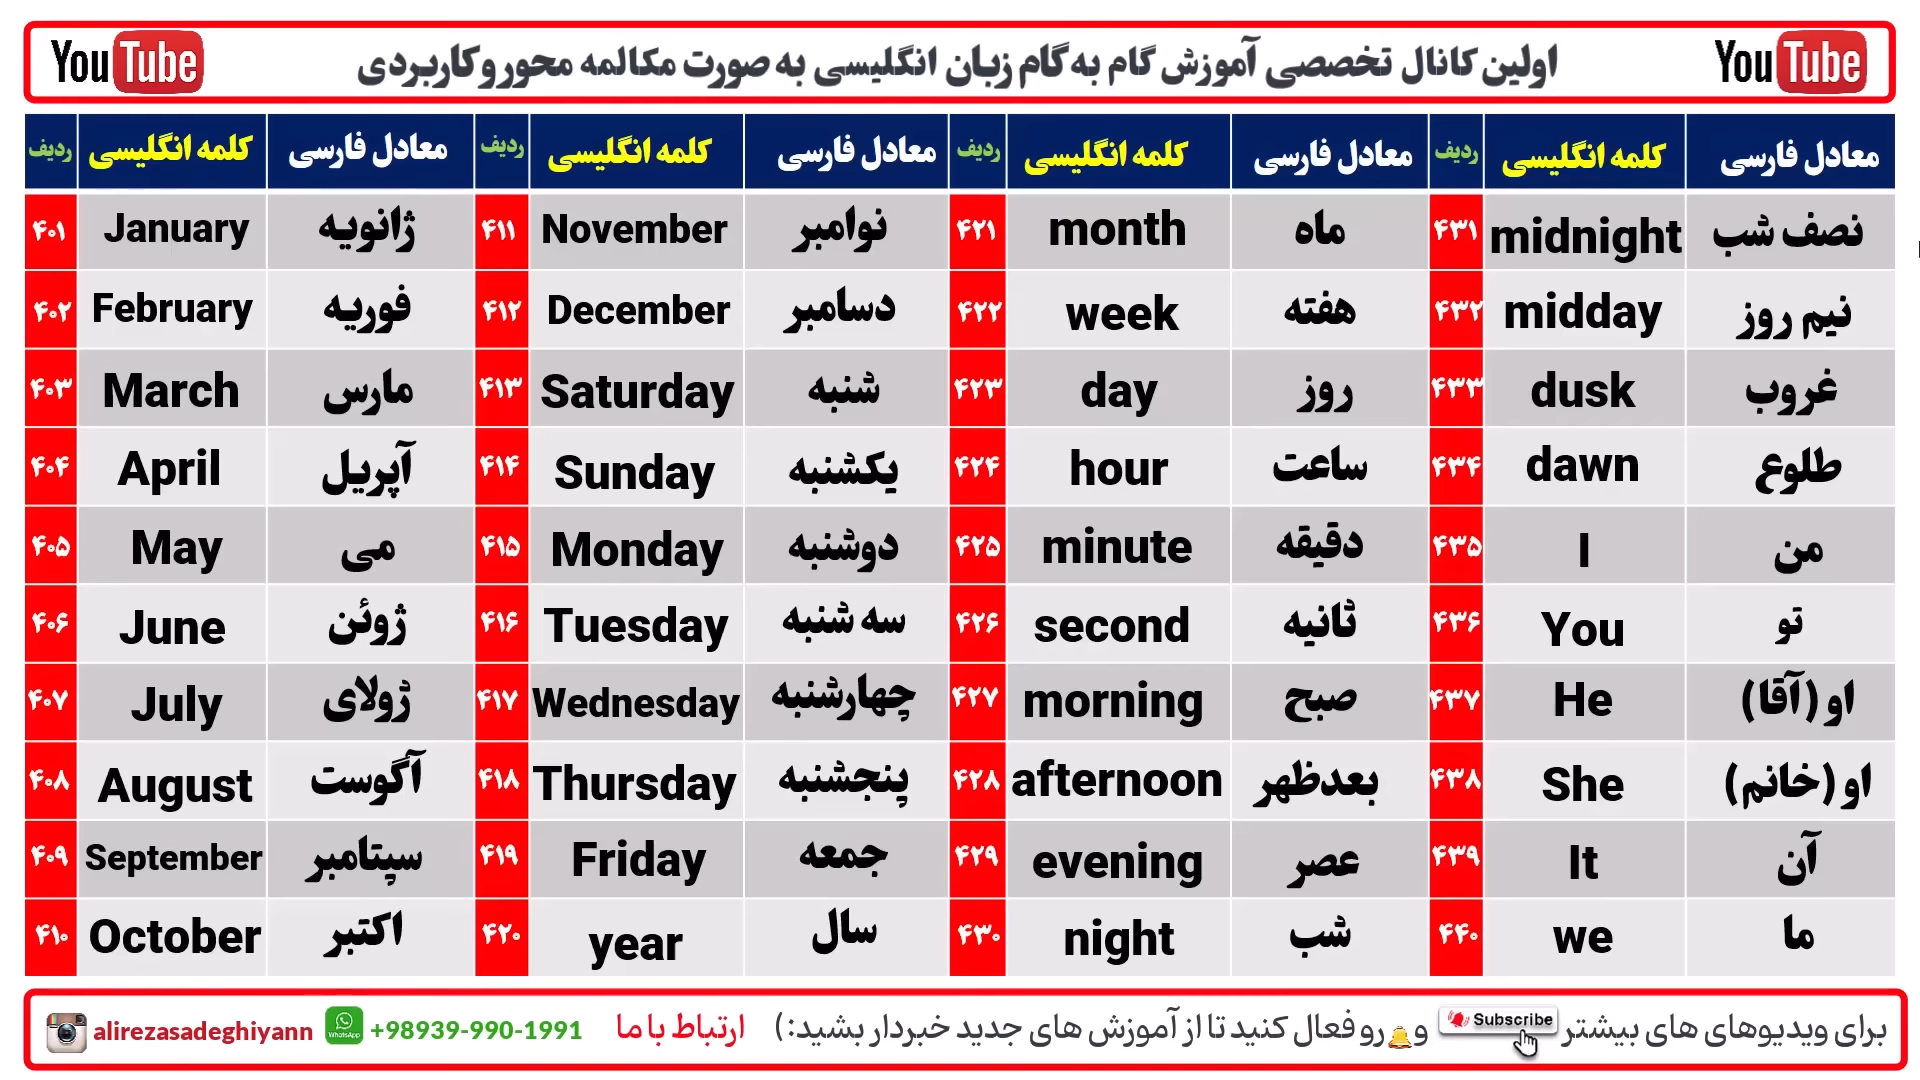 YouTube اولین کانال تخصصی آموزش گام به گام زبان انگلیسی به صورت مکالمه محور و کاربردی YouTube
ردیف کلمه انگلیسی معادل فارسی ردیف کلمه انگلیسی معادل فارسی ردیف کلمه انگلیسی معادل فارسی ردیف کلمه انگلیسی معادل فارسی
۴۰۱ January ژانویه ۴۱۱ November نوامبر ۴۲۱ month ماه ۴۳۱ midnight نصف شب
۴۰۲ February فوریه ۴۱۲ December دسامبر ۴۲۲ week هفته ۴۳۲ midday نیم روز
۴۰۳ March مارس ۴۱۳ Saturday شنبه ۴۲۳ day روز ۴۳۳ dusk غروب
۴۰۴ April آپریل ۴۱۴ Sunday یکشنبه ۴۲۴ hour ساعت ۴۳۴ dawn طلوع
۴۰۵ May می ۴۱۵ Monday دوشنبه ۴۲۵ minute دقیقه ۴۳۵ I من
۴۰۶ June ژوئن ۴۱۶ Tuesday سه شنبه ۴۲۶ second ثانیه ۴۳۶ You تو
۴۰۷ July ژولای ۴۱۷ Wednesday چهارشنبه ۴۲۷ morning صبح ۴۳۷ He او (آقا)
۴۰۸ August آگوست ۴۱۸ Thursday پنجشنبه ۴۲۸ afternoon بعدظهر ۴۳۸ She او (خانم)
۴۰۹ September سپتامبر ۴۱۹ Friday جمعه ۴۲۹ evening عصر ۴۳۹ It آن
۴۱۰ October اکتبر ۴۲۰ year سال ۴۳۰ night شب ۴۴۰ we ما
برای ویدیوهای های بیشتر Subscribe و🔔رو فعال کنید تا از آموزش های جدید خبردار بشید:) ارتباط با ما +98939-990-1991 WhatsApp alirezasadeghiyann